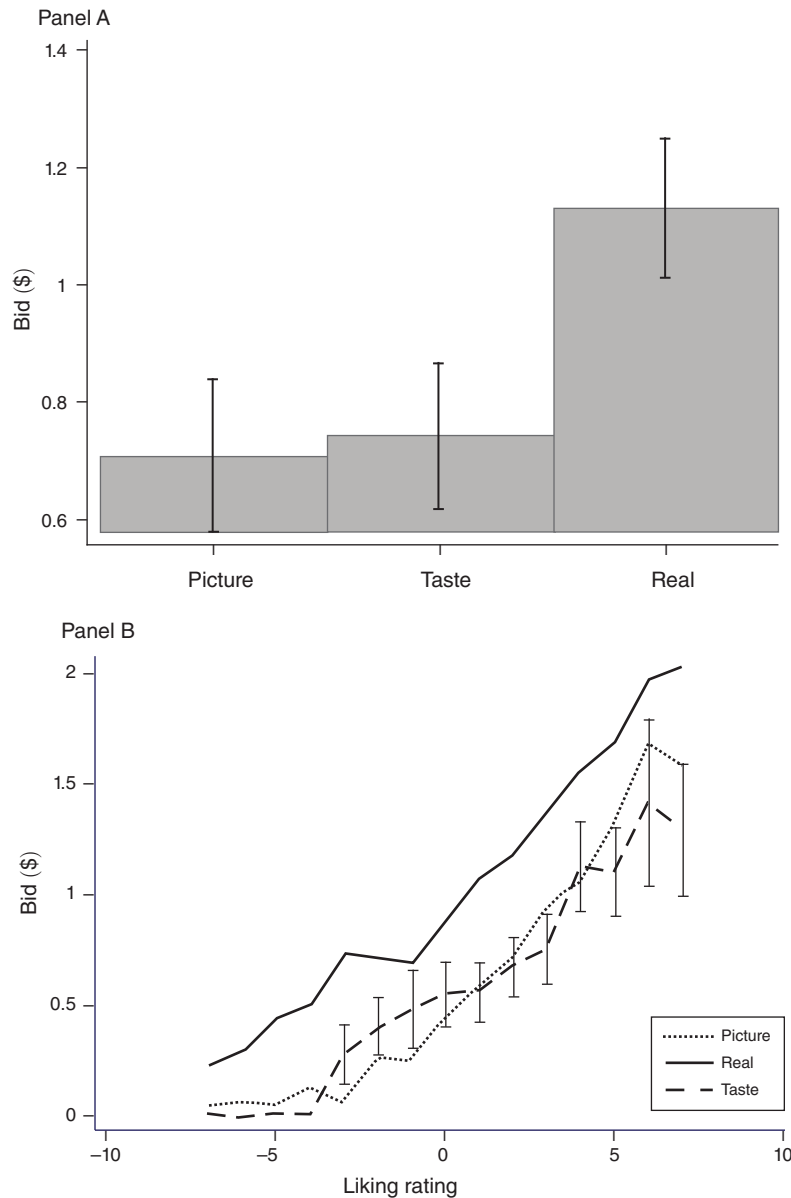 Panel A
1.4
1.2
1
0.8
0.6
Bid ($)
Picture Taste Real
Panel B
2
1.5
1
0.5
0
Bid ($)
Picture
Real
Taste
−10 −5 0 5 10
Liking rating